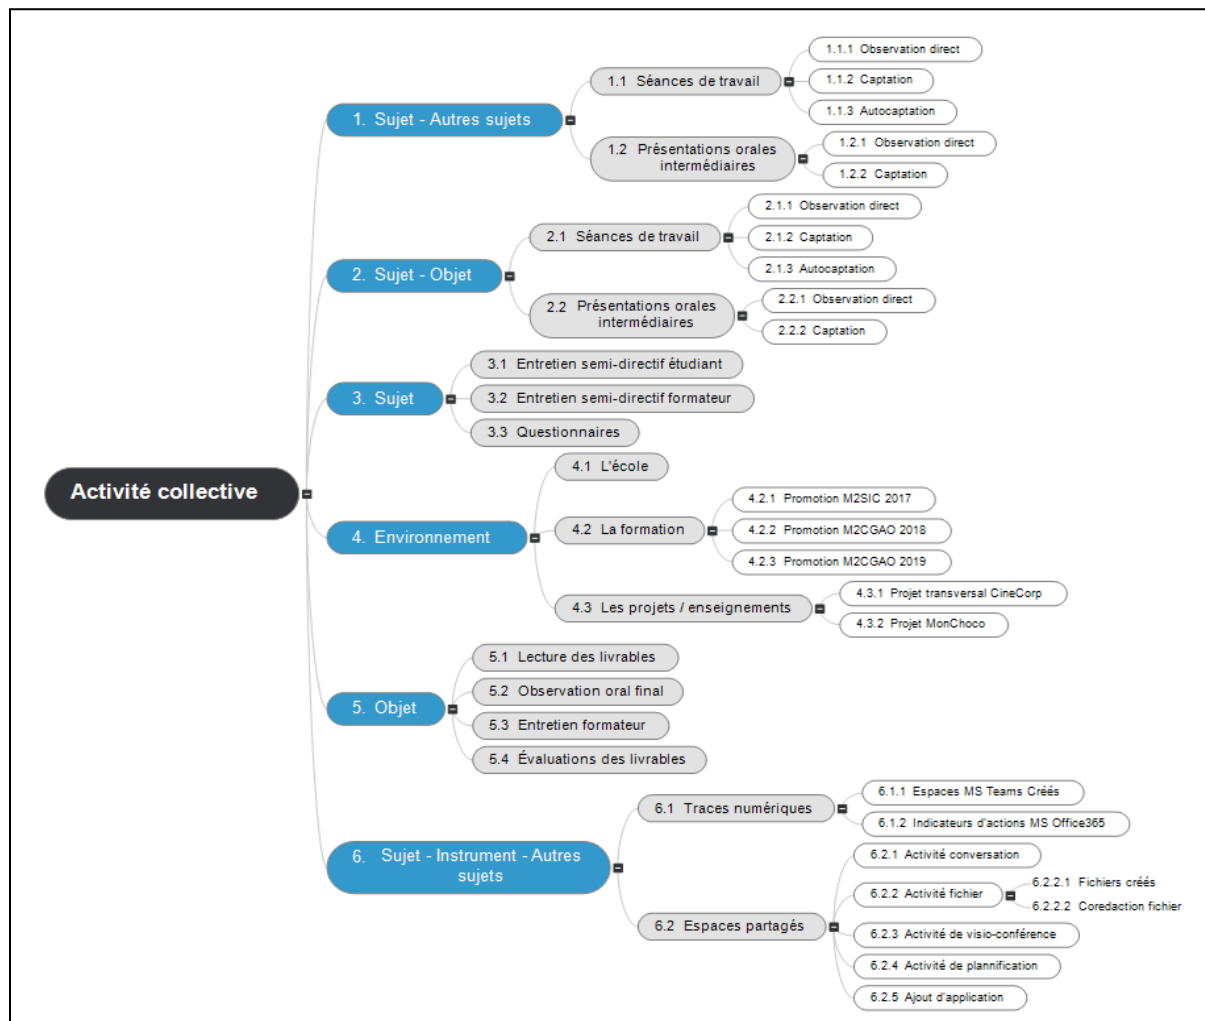 Activité collective
1. Sujet - Autres sujets
1.1 Séances de travail
1.1.1 Observation direct
1.1.2 Captation
1.1.3 Autocaptation
1.2 Présentations orales
intermédiaires
1.2.1 Observation direct
1.2.2 Captation
2. Sujet - Objet
2.1 Séances de travail
2.1.1 Observation direct
2.1.2 Captation
2.1.3 Autocaptation
2.2 Présentations orales
intermédiaires
2.2.1 Observation direct
2.2.2 Captation
3. Sujet
3.1 Entretien semi-directif étudiant
3.2 Entretien semi-directif formateur
3.3 Questionnaires
4. Environnement
4.1 L'école
4.2 La formation
4.2.1 Promotion M2SIC 2017
4.2.2 Promotion M2CGAO 2018
4.2.3 Promotion M2CGAO 2019
4.3 Les projets / enseignements
4.3.1 Projet transversal CineCorp
4.3.2 Projet MonChoco
5. Objet
5.1 Lecture des livrables
5.2 Observation oral final
5.3 Entretien formateur
5.4 Évaluations des livrables
6. Sujet - Instrument - Autres
sujets
6.1 Traces numériques
6.1.1 Espaces MS Teams Créés
6.1.2 Indicateurs d'actions MS Office365
6.2 Espaces partagés
6.2.1 Activité conversation
6.2.2 Activité fichier
6.2.2.1 Fichiers créés
6.2.2.2 Coredaction fichier
6.2.3 Activité de visio-conférence
6.2.4 Activité de plannification
6.2.5 Ajout d'application